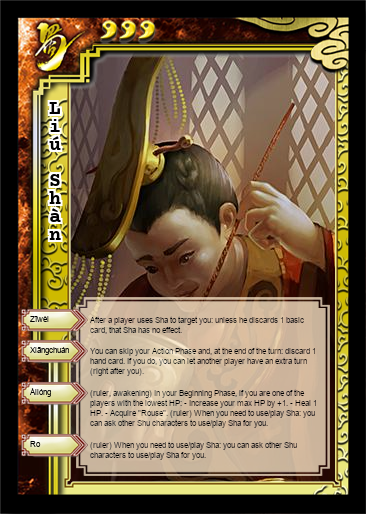 蜀
Liú Shàn
Zīwéi
After a player uses Sha to target you: unless he discards 1 basic
card, that Sha has no effect.
Xiāngchuán
You can skip your Action Phase and, at the end of the turn: discard 1
hand card. If you do, you can let another player have an extra turn
(right after you).
Àilóng
(ruler, awakening) In your Beginning Phase, if you are one of the
players with the lowest HP: - Increase your max HP by +1. - Heal 1
HP. - Acquire "Rouse". (ruler) When you need to use/play Sha: you
can ask other Shu characters to use/play Sha for you.
Ro
(ruler) When you need to use/play Sha: you can ask other Shu
characters to use/play Sha for you.